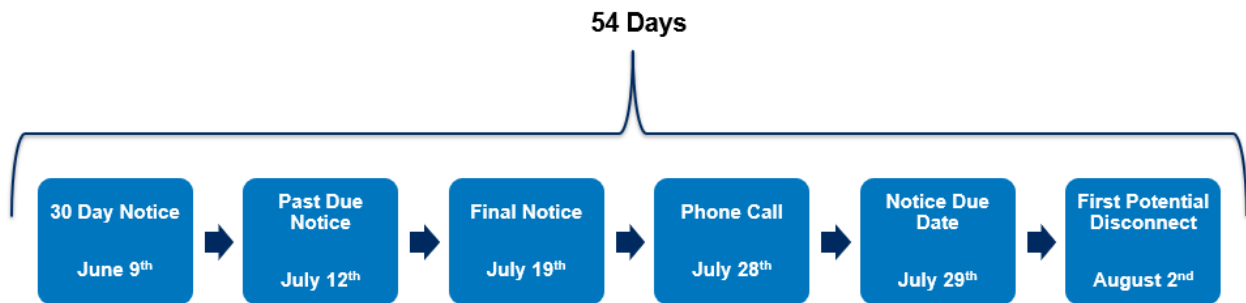 54 Days
30 Day Notice
June 9th
Past Due
Notice
July 12th
Final Notice
July 19th
Phone Call
July 28th
Notice Due
Date
July 29th
First Potential
Disconnect
August 2nd